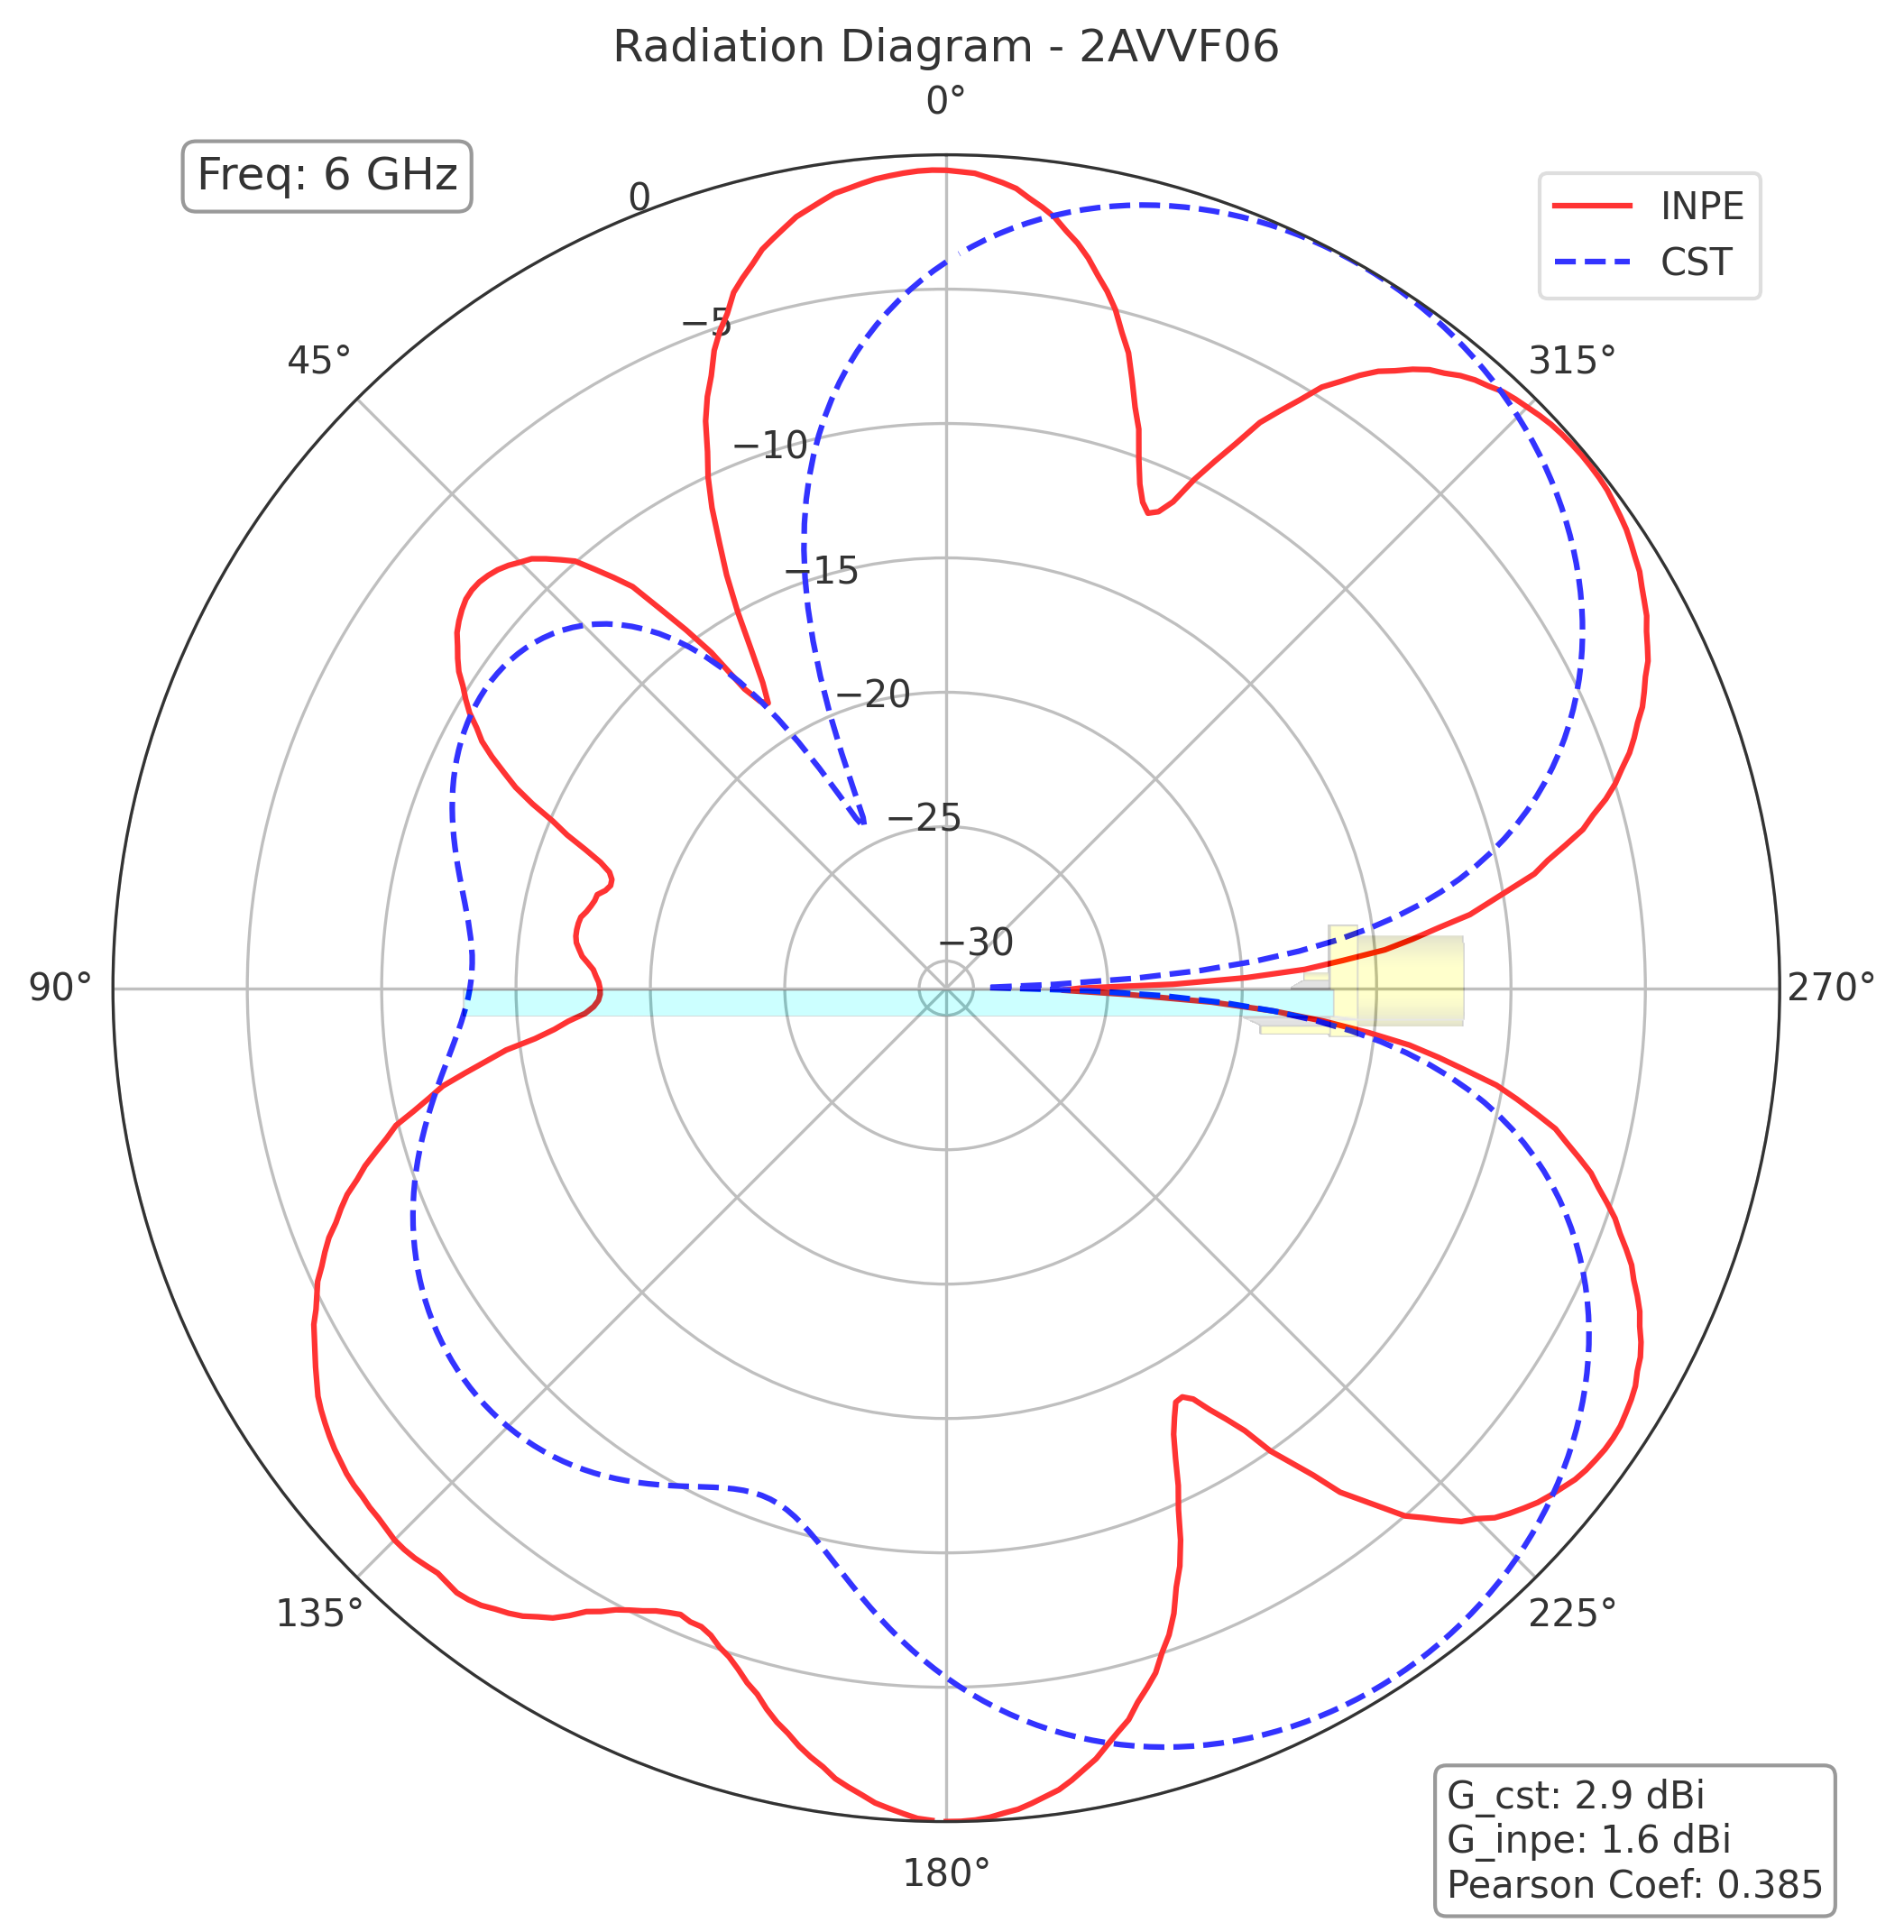 Radiation Diagram - 2AVVF06
0°
Freq: 6 GHz
INPE
CST
0
−5
45°
315°
−10
−15
−20
−25
−30
90°
270°
135°
225°
180°
G_cst: 2.9 dBi
G_inpe: 1.6 dBi
Pearson Coef: 0.385